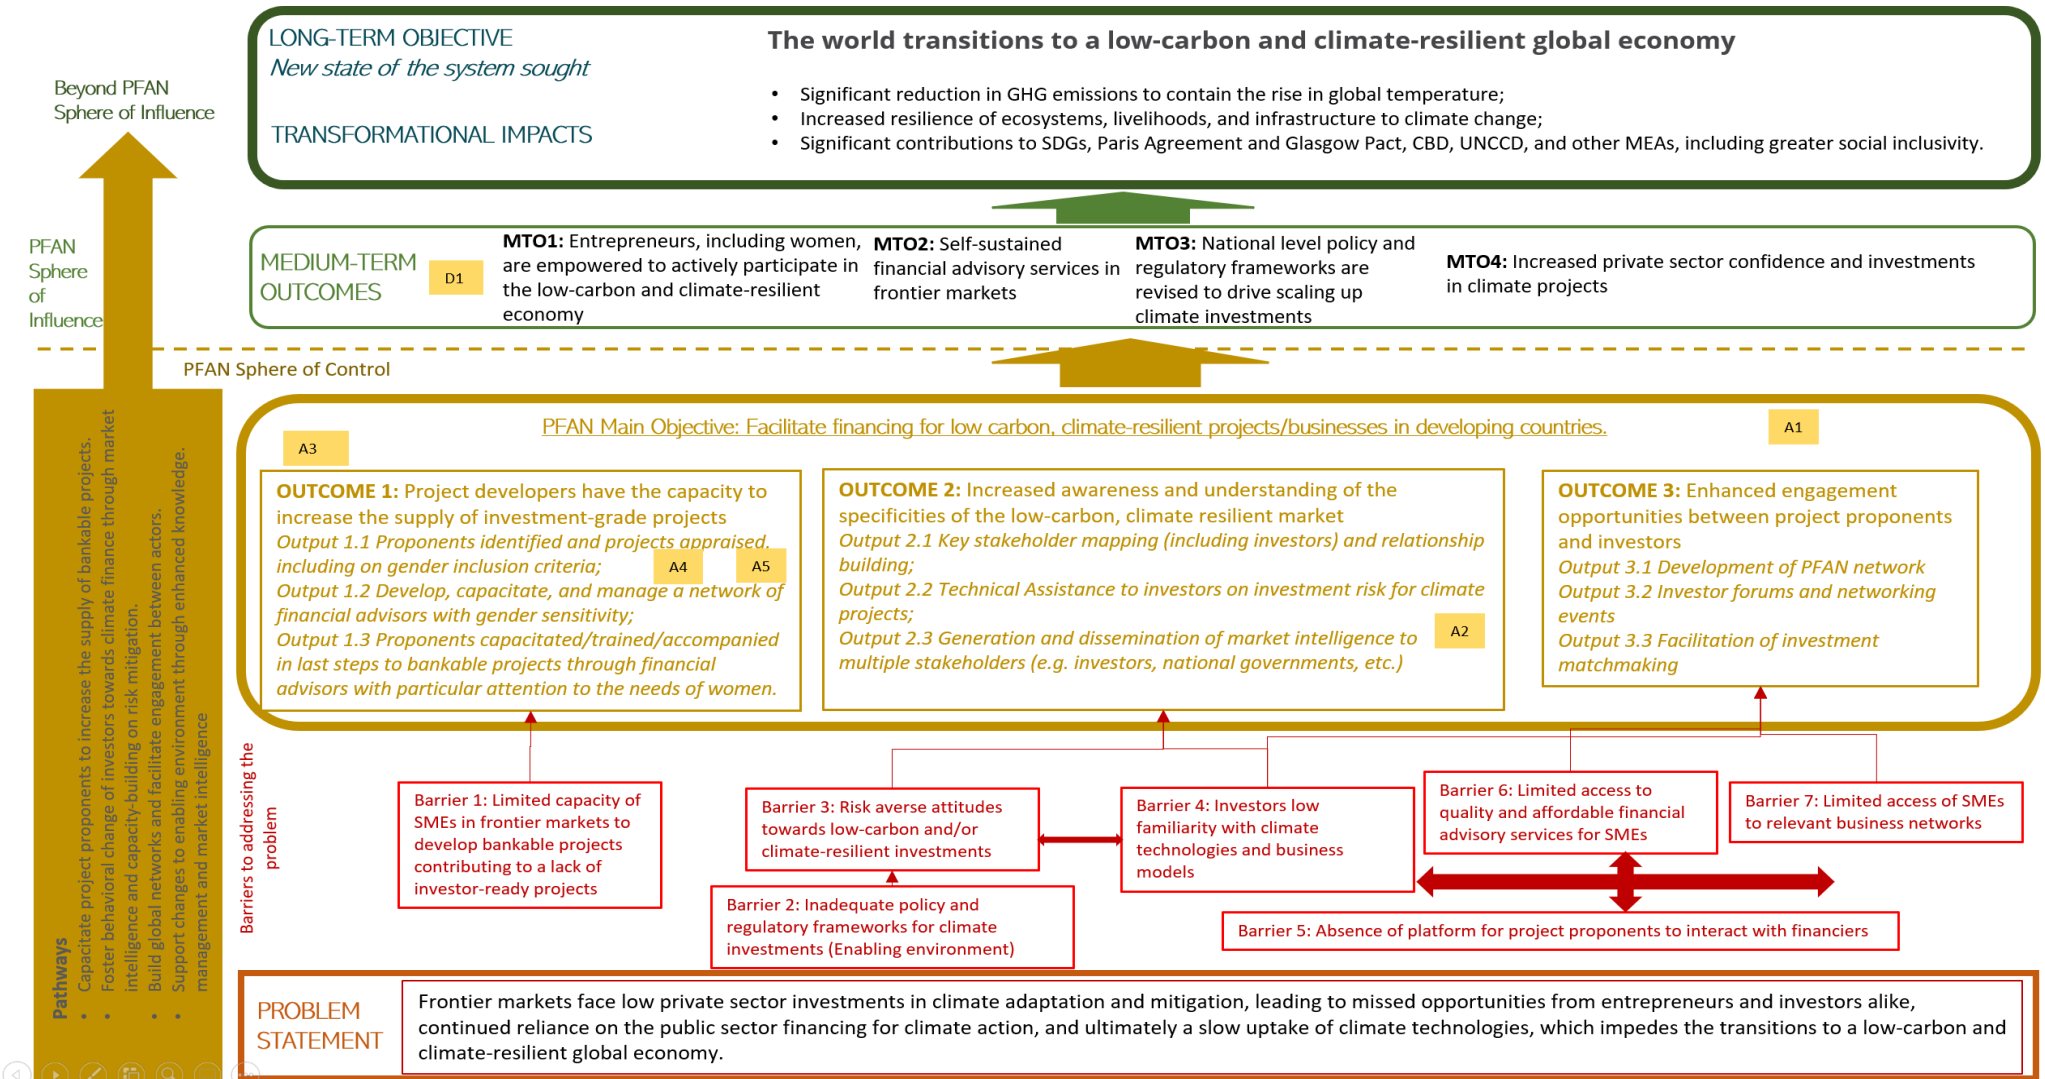 LONG-TERM OBJECTIVE
New state of the system sought
TRANSFORMATIONAL IMPACTS
The world transitions to a low-carbon and climate-resilient global economy
• Significant reduction in GHG emissions to contain the rise in global temperature;
• Increased resilience of ecosystems, livelihoods, and infrastructure to climate change;
• Significant contributions to SDGs, Paris Agreement and Glasgow Pact, CBD, UNCCD, and other MEAs, including greater social inclusivity.
Beyond PFAN
Sphere of Influence
PFAN
Sphere
of
Influence
MEDIUM-TERM
OUTCOMES
D1
MTO1: Entrepreneurs, including women,
are empowered to actively participate in
the low-carbon and climate-resilient
economy
MTO2: Self-sustained
financial advisory services in
frontier markets
MTO3: National level policy and
regulatory frameworks are
revised to drive scaling up
climate investments
MTO4: Increased private sector confidence and investments
in climate projects
PFAN Sphere of Control
PFAN Main Objective: Facilitate financing for low carbon, climate-resilient projects/businesses in developing countries.
A1
A3
OUTCOME 1: Project developers have the capacity to
increase the supply of investment-grade projects
Output 1.1 Proponents identified and projects appraised,
including on gender inclusion criteria;
A4
A5
Output 1.2 Develop, capacitate, and manage a network of
financial advisors with gender sensitivity;
Output 1.3 Proponents capacitated/trained/accompanied
in last steps to bankable projects through financial
advisors with particular attention to the needs of women.
OUTCOME 2: Increased awareness and understanding of the
specificities of the low-carbon, climate resilient market
Output 2.1 Key stakeholder mapping (including investors) and relationship
building;
Output 2.2 Technical Assistance to investors on investment risk for climate
projects;
Output 2.3 Generation and dissemination of market intelligence to
multiple stakeholders (e.g. investors, national governments, etc.)
A2
OUTCOME 3: Enhanced engagement
opportunities between project proponents
and investors
Output 3.1 Development of PFAN network
Output 3.2 Investor forums and networking
events
Output 3.3 Facilitation of investment
matchmaking
Pathways
• Capacitate project proponents to increase the supply of bankable projects.
• Foster behavioral change of investors towards climate finance through market
intelligence and capacity-building on risk mitigation.
• Build global networks and facilitate engagement between actors.
• Support changes to enabling environment through enhanced knowledge.
management and market intelligence
Barriers to addressing the
problem
Barrier 1: Limited capacity of
SMEs in frontier markets to
develop bankable projects
contributing to a lack of
investor-ready projects
Barrier 3: Risk averse attitudes
towards low-carbon and/or
climate-resilient investments
Barrier 2: Inadequate policy and
regulatory frameworks for climate
investments (Enabling environment)
Barrier 4: Investors low
familiarity with climate
technologies and business
models
Barrier 6: Limited access to
quality and affordable financial
advisory services for SMEs
Barrier 7: Limited access of SMEs
to relevant business networks
Barrier 5: Absence of platform for project proponents to interact with financiers
PROBLEM
STATEMENT
Frontier markets face low private sector investments in climate adaptation and mitigation, leading to missed opportunities from entrepreneurs and investors alike,
continued reliance on the public sector financing for climate action, and ultimately a slow uptake of climate technologies, which impedes the transitions to a low-carbon and
climate-resilient global economy.